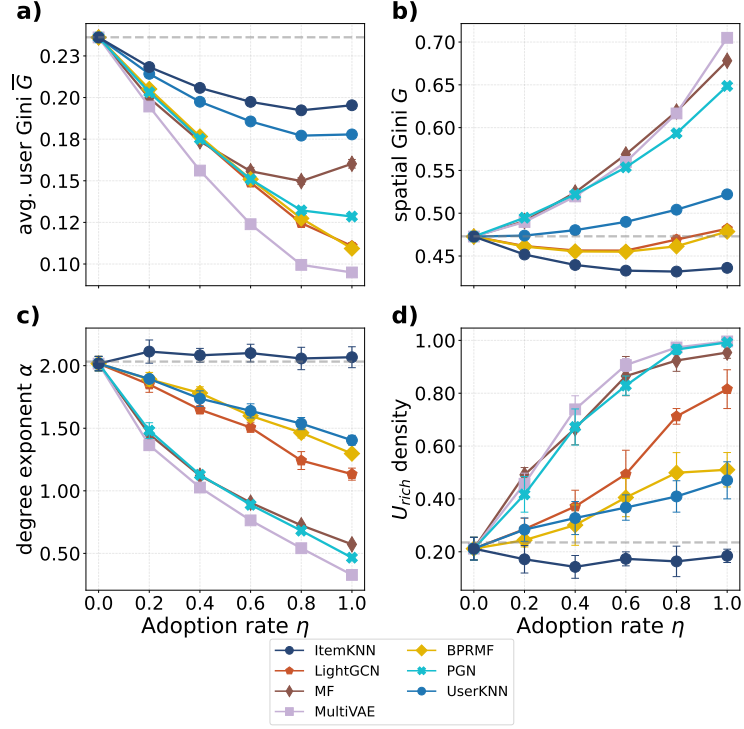 a)
b)
avg. user Gini G̅
0.23
0.20
0.18
0.15
0.12
0.10
spatial Gini G
0.70
0.65
0.60
0.55
0.50
0.45
c)
d)
degree exponent α
2.00
1.50
1.00
0.50
0.0 0.2 0.4 0.6 0.8 1.0
Adoption rate η
U_rich density
1.00
0.80
0.60
0.40
0.20
0.0 0.2 0.4 0.6 0.8 1.0
Adoption rate η
ItemKNN
LightGCN
MF
MultiVAE
BPRMF
PGN
UserKNN